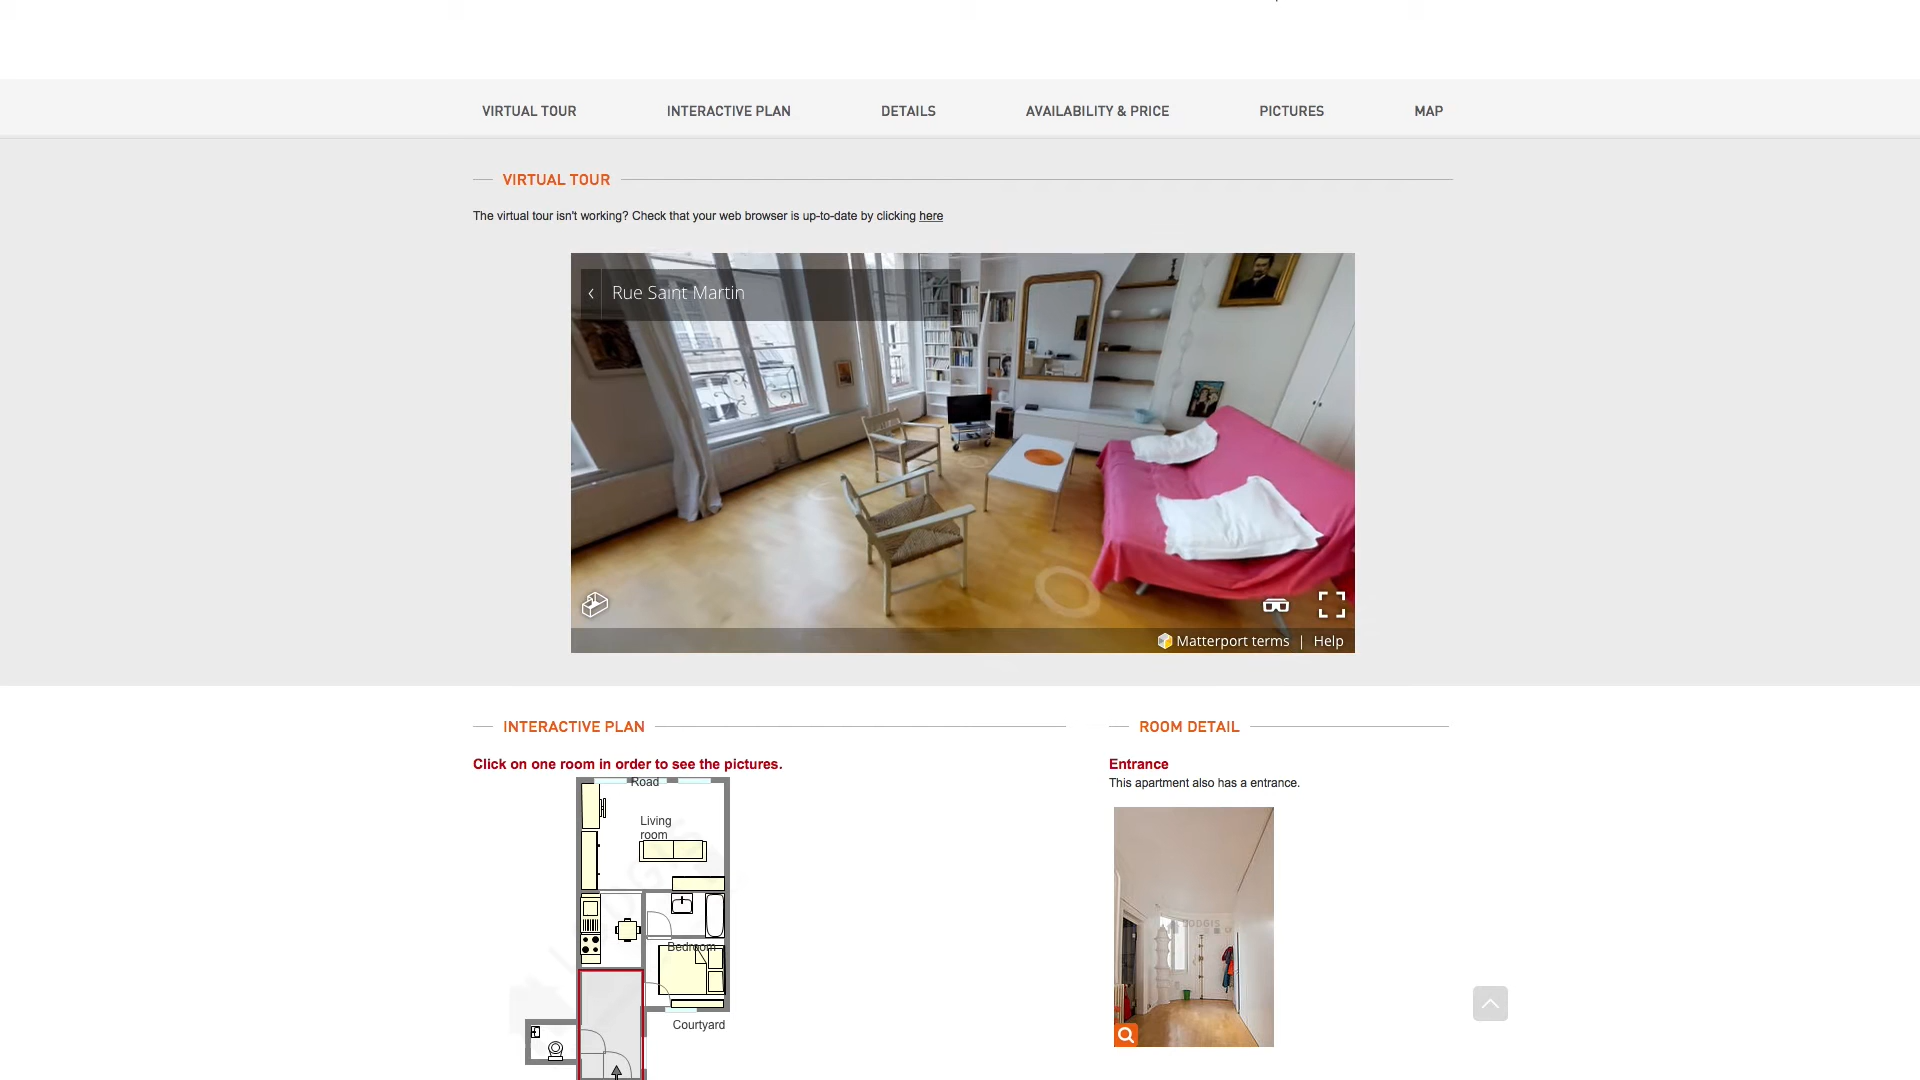 VIRTUAL TOUR INTERACTIVE PLAN DETAILS AVAILABILITY & PRICE PICTURES MAP
VIRTUAL TOUR
The virtual tour isn't working? Check that your web browser is up-to-date by clicking here
Rue Saint Martin
Matterport terms | Help
INTERACTIVE PLAN
Click on one room in order to see the pictures.
Road
Living
room
Bedroom
Courtyard
ROOM DETAIL
Entrance
This apartment also has a entrance.
LODGIS